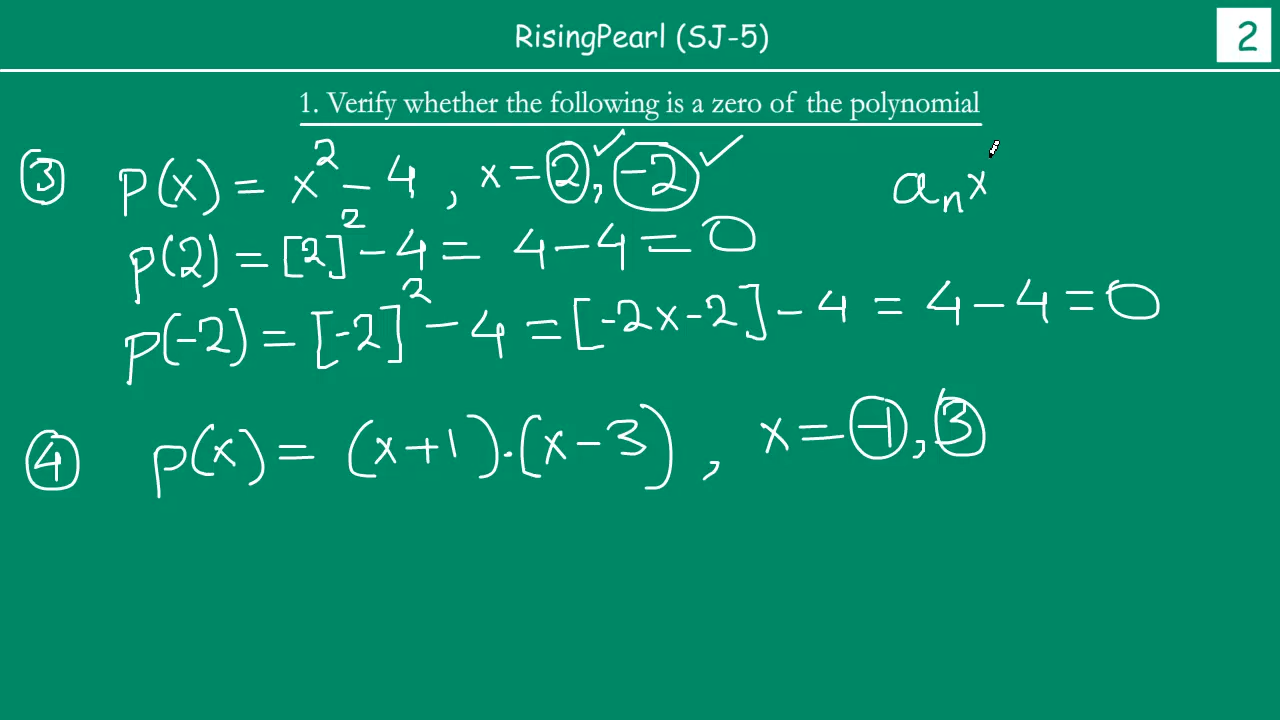 RisingPearl (SJ-5)
2
1. Verify whether the following is a zero of the polynomial
③ p(x) = x² - 4 , x = 2, -2 ✓ ✓
aₙx
p(2) = [2]² - 4 = 4 - 4 = 0
p(-2) = [-2]² - 4 = [-2x-2] - 4 = 4 - 4 = 0
④ p(x) = (x+1)·(x-3) , x = -1, 3